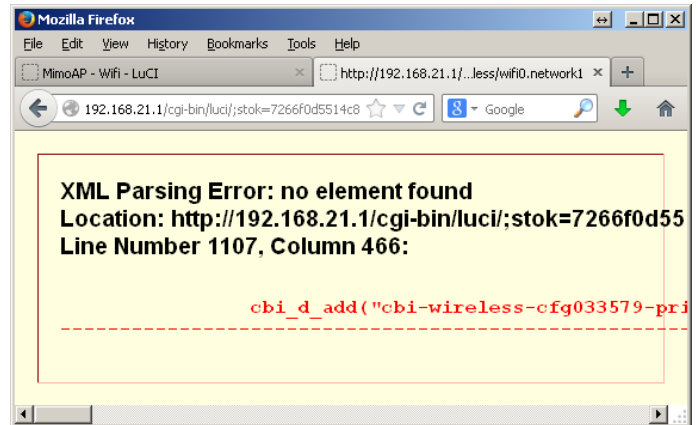 Mozilla Firefox
File Edit View History Bookmarks Tools Help
MimoAP - Wifi - LuCI × http://192.168.21.1/...less/wifi0.network1 × +
192.168.21.1/cgi-bin/luci/;stok=7266f0d5514c8 8 Google
XML Parsing Error: no element found
Location: http://192.168.21.1/cgi-bin/luci/;stok=7266f0d55
Line Number 1107, Column 466:
cbi_d_add("cbi-wireless-cfg033579-pri
--------------------------------------------------------